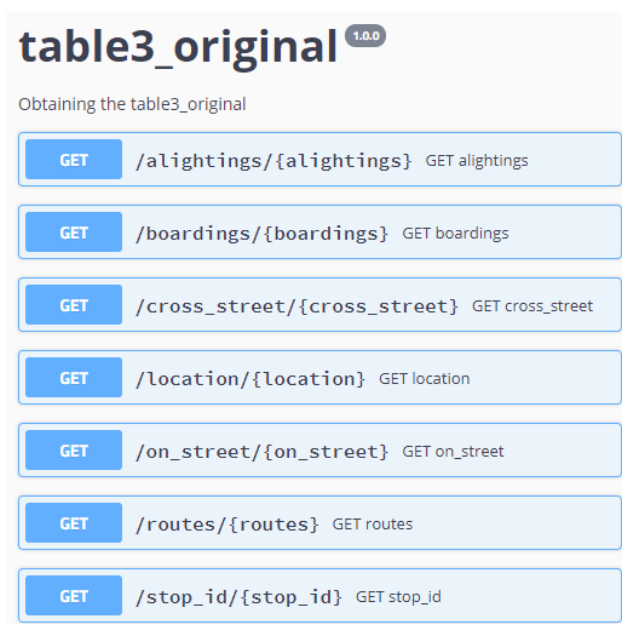 table3_original 1.0.0
Obtaining the table3_original
GET /alightings/{alightings} GET alightings
GET /boardings/{boardings} GET boardings
GET /cross_street/{cross_street} GET cross_street
GET /location/{location} GET location
GET /on_street/{on_street} GET on_street
GET /routes/{routes} GET routes
GET /stop_id/{stop_id} GET stop_id